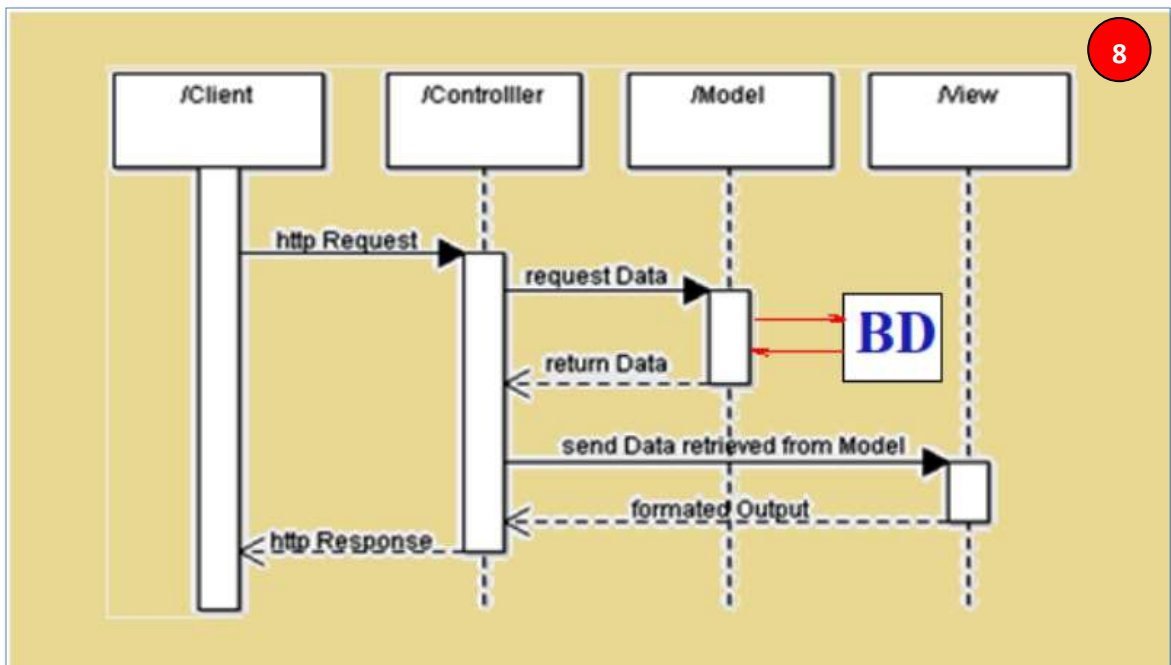 8
/Client
/Controlller
/Model
/View
http Request
request Data
BD
return Data
send Data retrieved from Model
formated Output
http Response